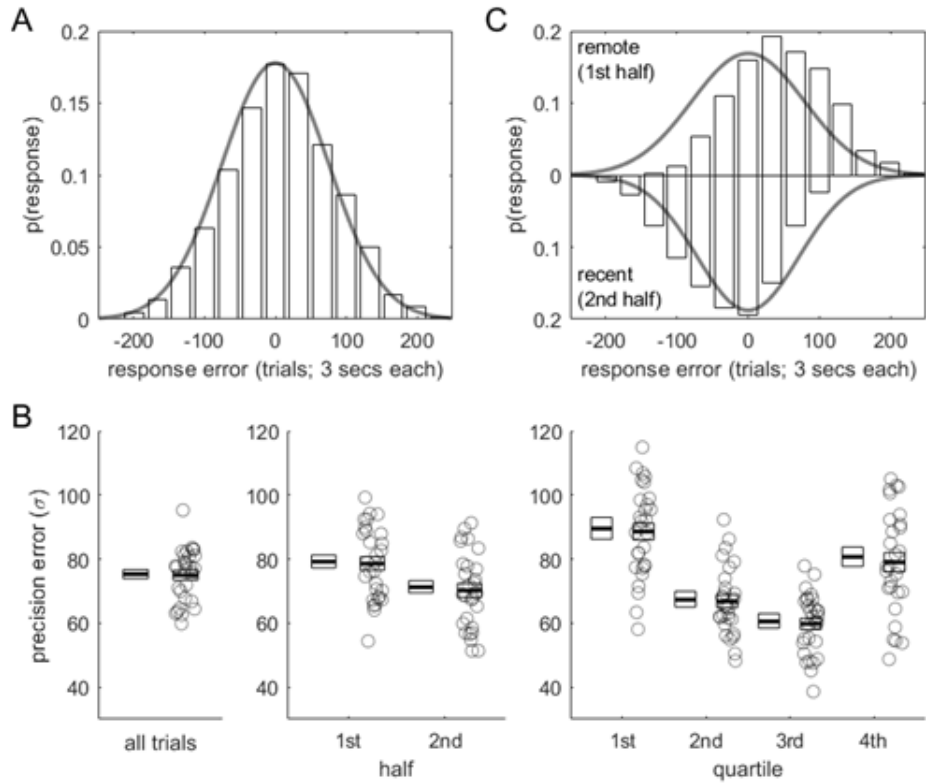 A
0.2
0.15
0.1
0.05
0
p(response)
-200 -100 0 100 200
response error (trials; 3 secs each)
C
0.2
0.1
0
0.1
0.2
p(response)
remote
(1st half)
recent
(2nd half)
-200 -100 0 100 200
response error (trials; 3 secs each)
B
120
100
80
60
40
precision error (σ)
all trials
120
100
80
60
40
1st 2nd
half
120
100
80
60
40
1st 2nd 3rd 4th
quartile